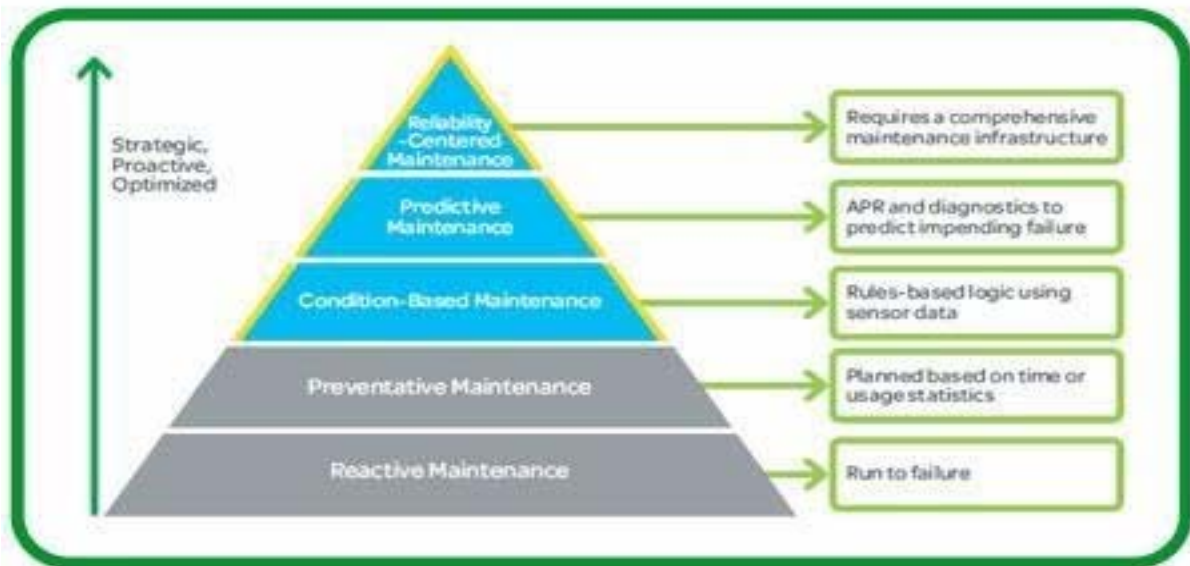 Strategic,
Proactive,
Optimized
Reliability
-Centered
Maintenance
Requires a comprehensive
maintenance infrastructure
Predictive
Maintenance
APR and diagnostics to
predict impending failure
Condition-Based Maintenance
Rules-based logic using
sensor data
Preventative Maintenance
Planned based on time or
usage statistics
Reactive Maintenance
Run to failure